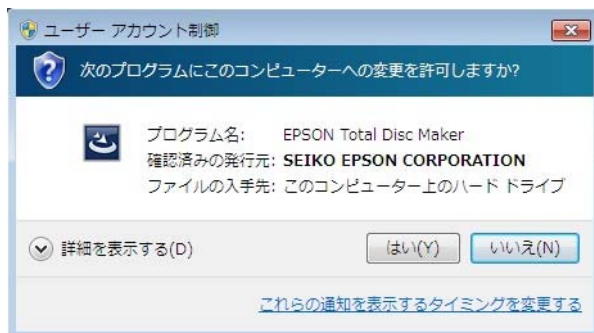 ユーザー アカウント制御
次のプログラムにこのコンピューターへの変更を許可しますか?
プログラム名: EPSON Total Disc Maker
確認済みの発行元: SEIKO EPSON CORPORATION
ファイルの入手先: このコンピューター上のハード ドライブ
詳細を表示する(D) はい(Y) いいえ(N)
これらの通知を表示するタイミングを変更する